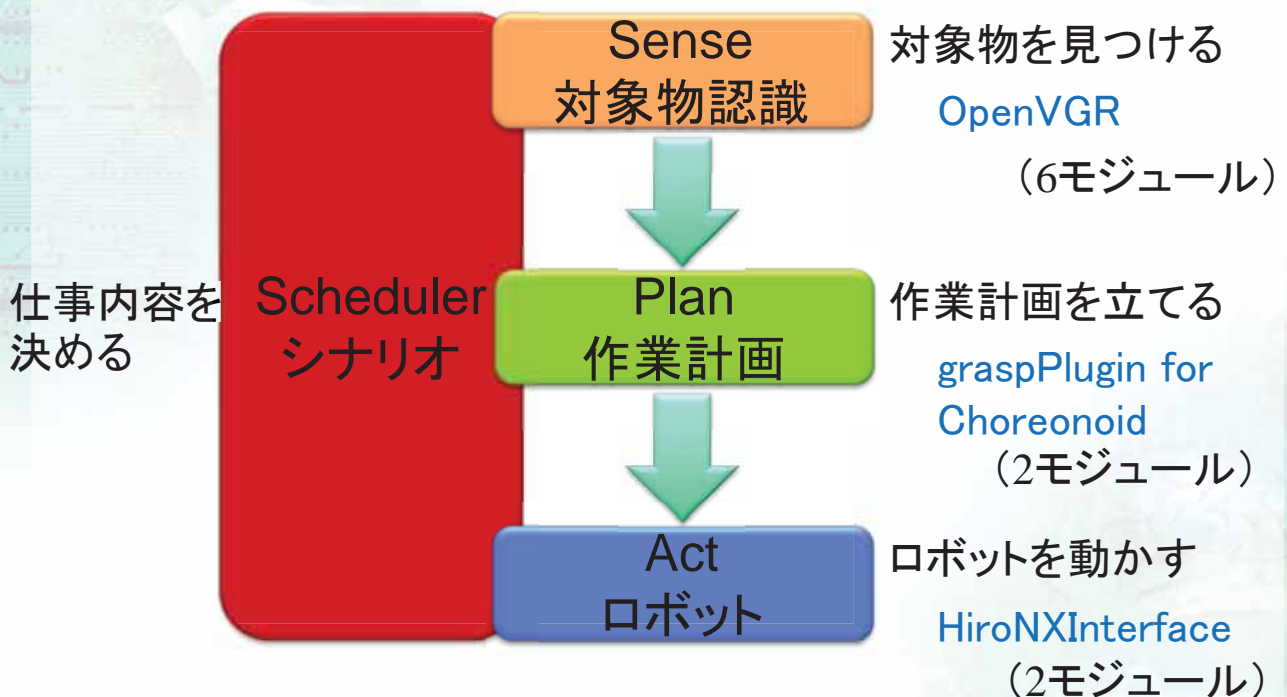 Sense
対象物認識
対象物を見つける
OpenVGR
（6モジュール）
仕事内容を
決める
Scheduler
シナリオ
Plan
作業計画
作業計画を立てる
graspPlugin for
Choreonoid
（2モジュール）
Act
ロボット
ロボットを動かす
HiroNXInterface
（2モジュール）